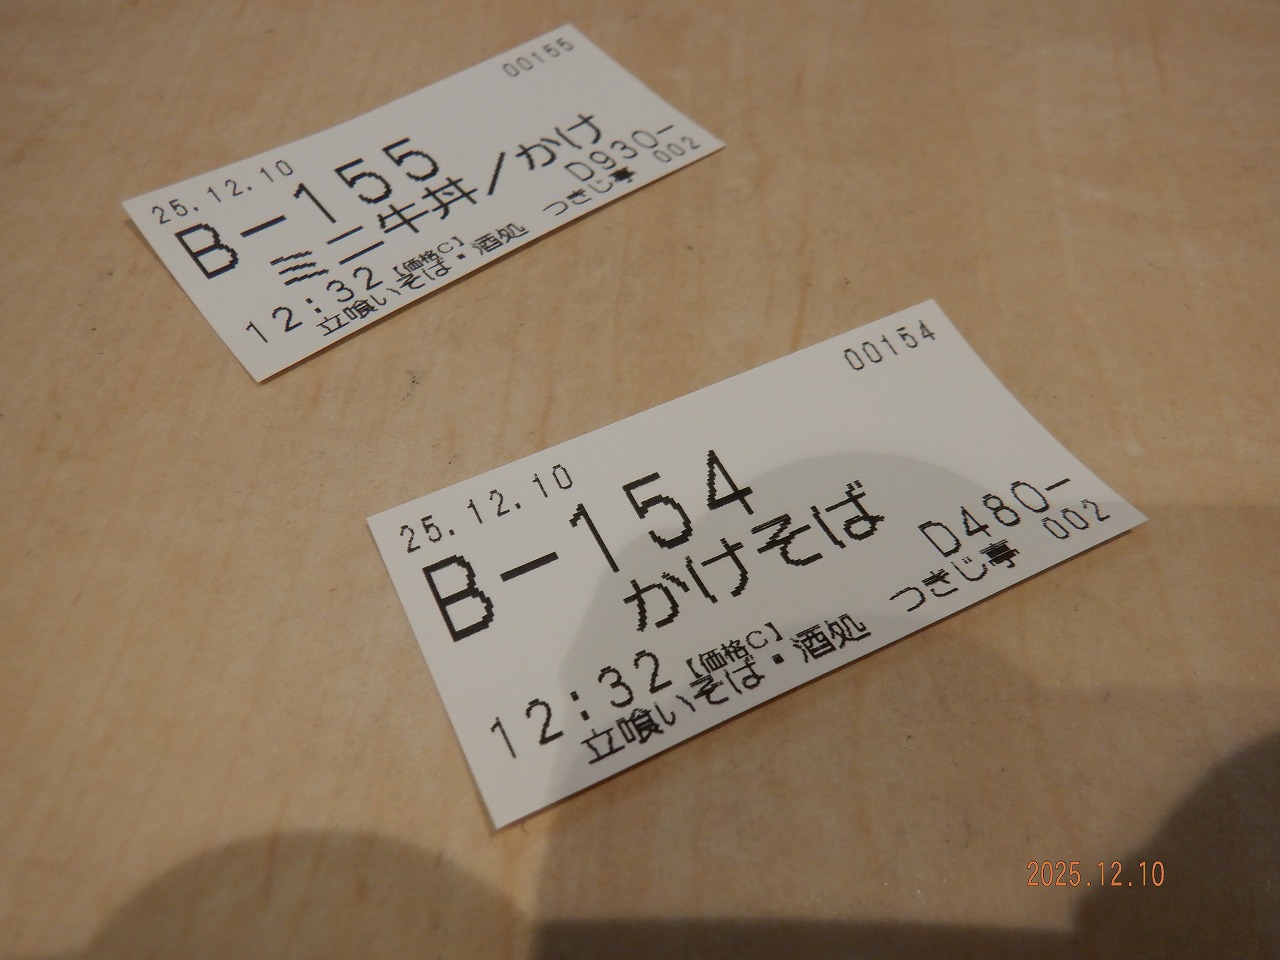 00155
25.12.10
B-155
ミニ牛丼/かけ
D930-
12:32【価格C】
立喰いそば・酒処 つきじ亭 002
00154
25.12.10
B-154
かけそば
D480-
12:32【価格C】
立喰いそば・酒処 つきじ亭 002
2025.12.10